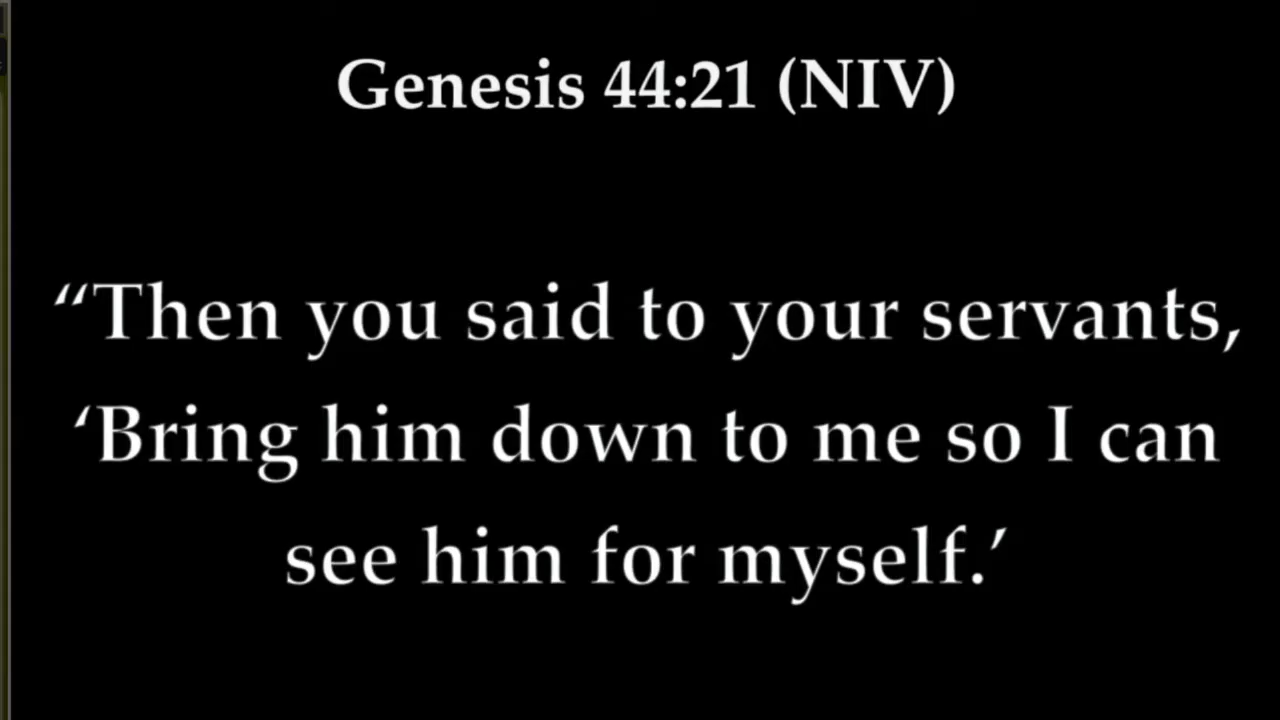 Genesis 44:21 (NIV)
“Then you said to your servants,
‘Bring him down to me so I can
see him for myself.’